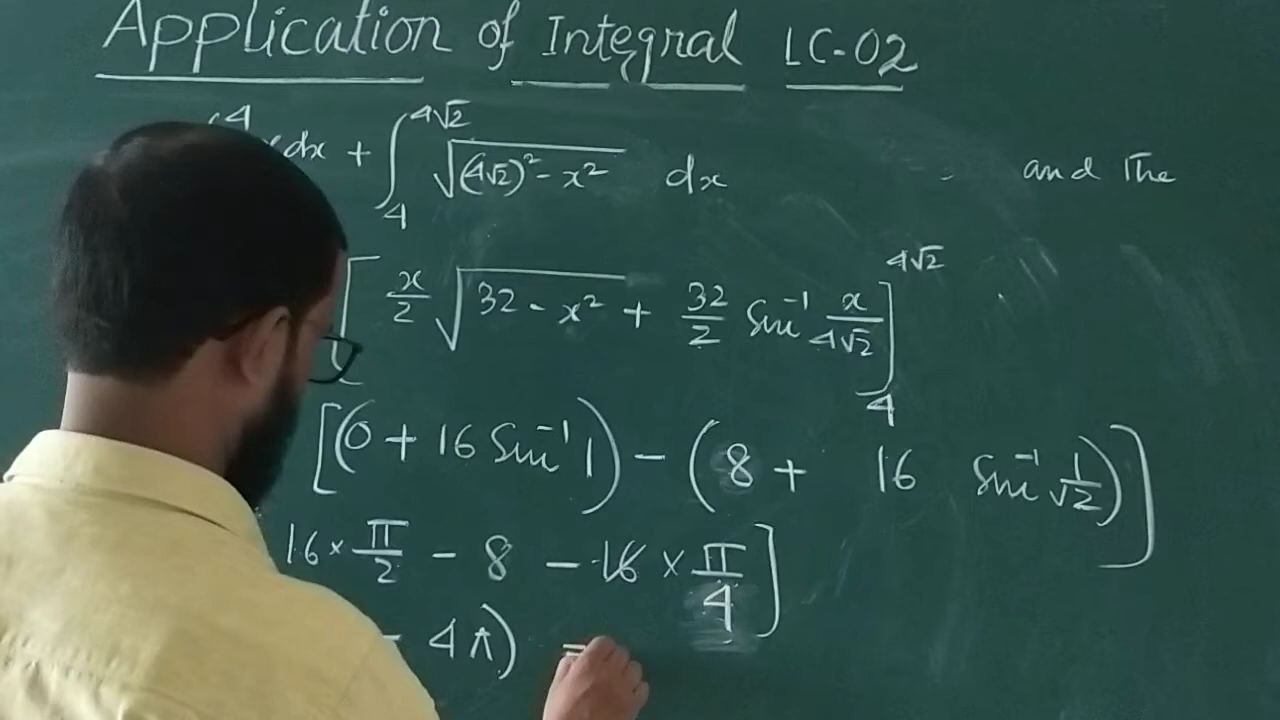 Application of Integral LC-02
4 dx + ∫₄^{4√2} √((4√2)² - x²) dx and The
[ x/2 √(32 - x²) + 32/2 Sin⁻¹ x/4√2 ]₄^{4√2}
[(0 + 16 Sin⁻¹ 1) - (8 + 16 Sin⁻¹ 1/√2)]
16 × π/2 - 8 - 16 × π/4 ]
- 4π) =